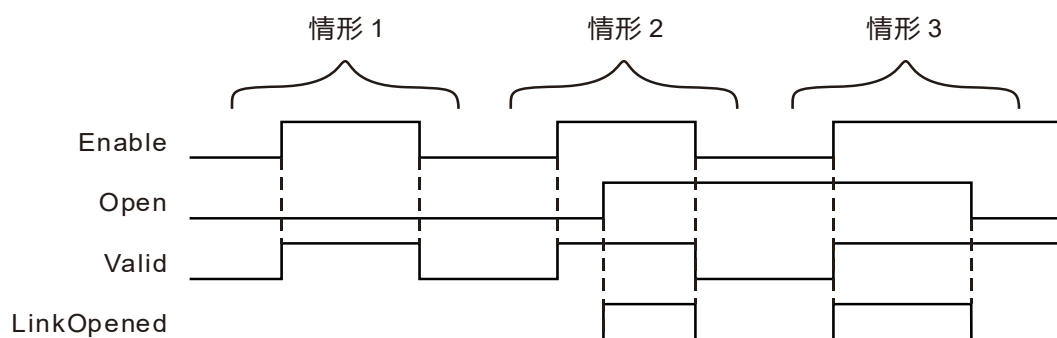 情形 1 情形 2 情形 3
Enable
Open
Valid
LinkOpened